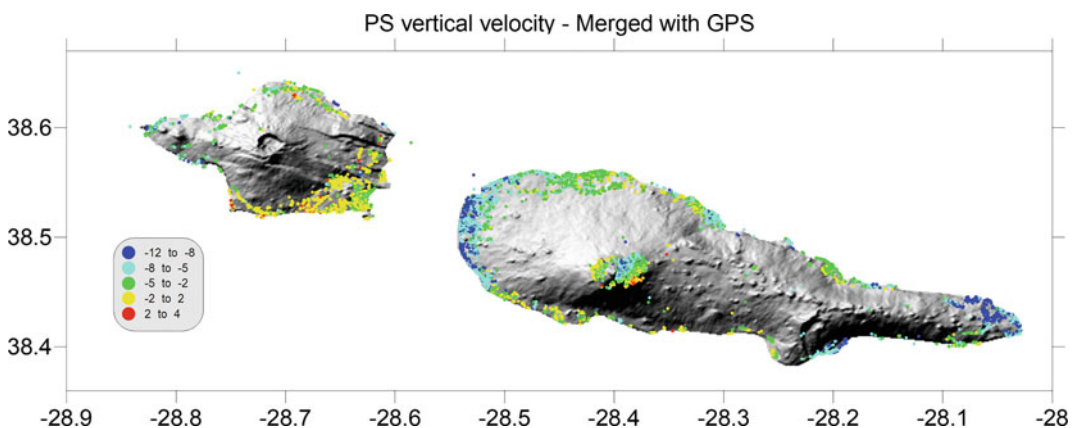 PS vertical velocity - Merged with GPS
38.6
38.5
38.4
-12 to -8
-8 to -5
-5 to -2
-2 to 2
2 to 4
-28.9 -28.8 -28.7 -28.6 -28.5 -28.4 -28.3 -28.2 -28.1 -28